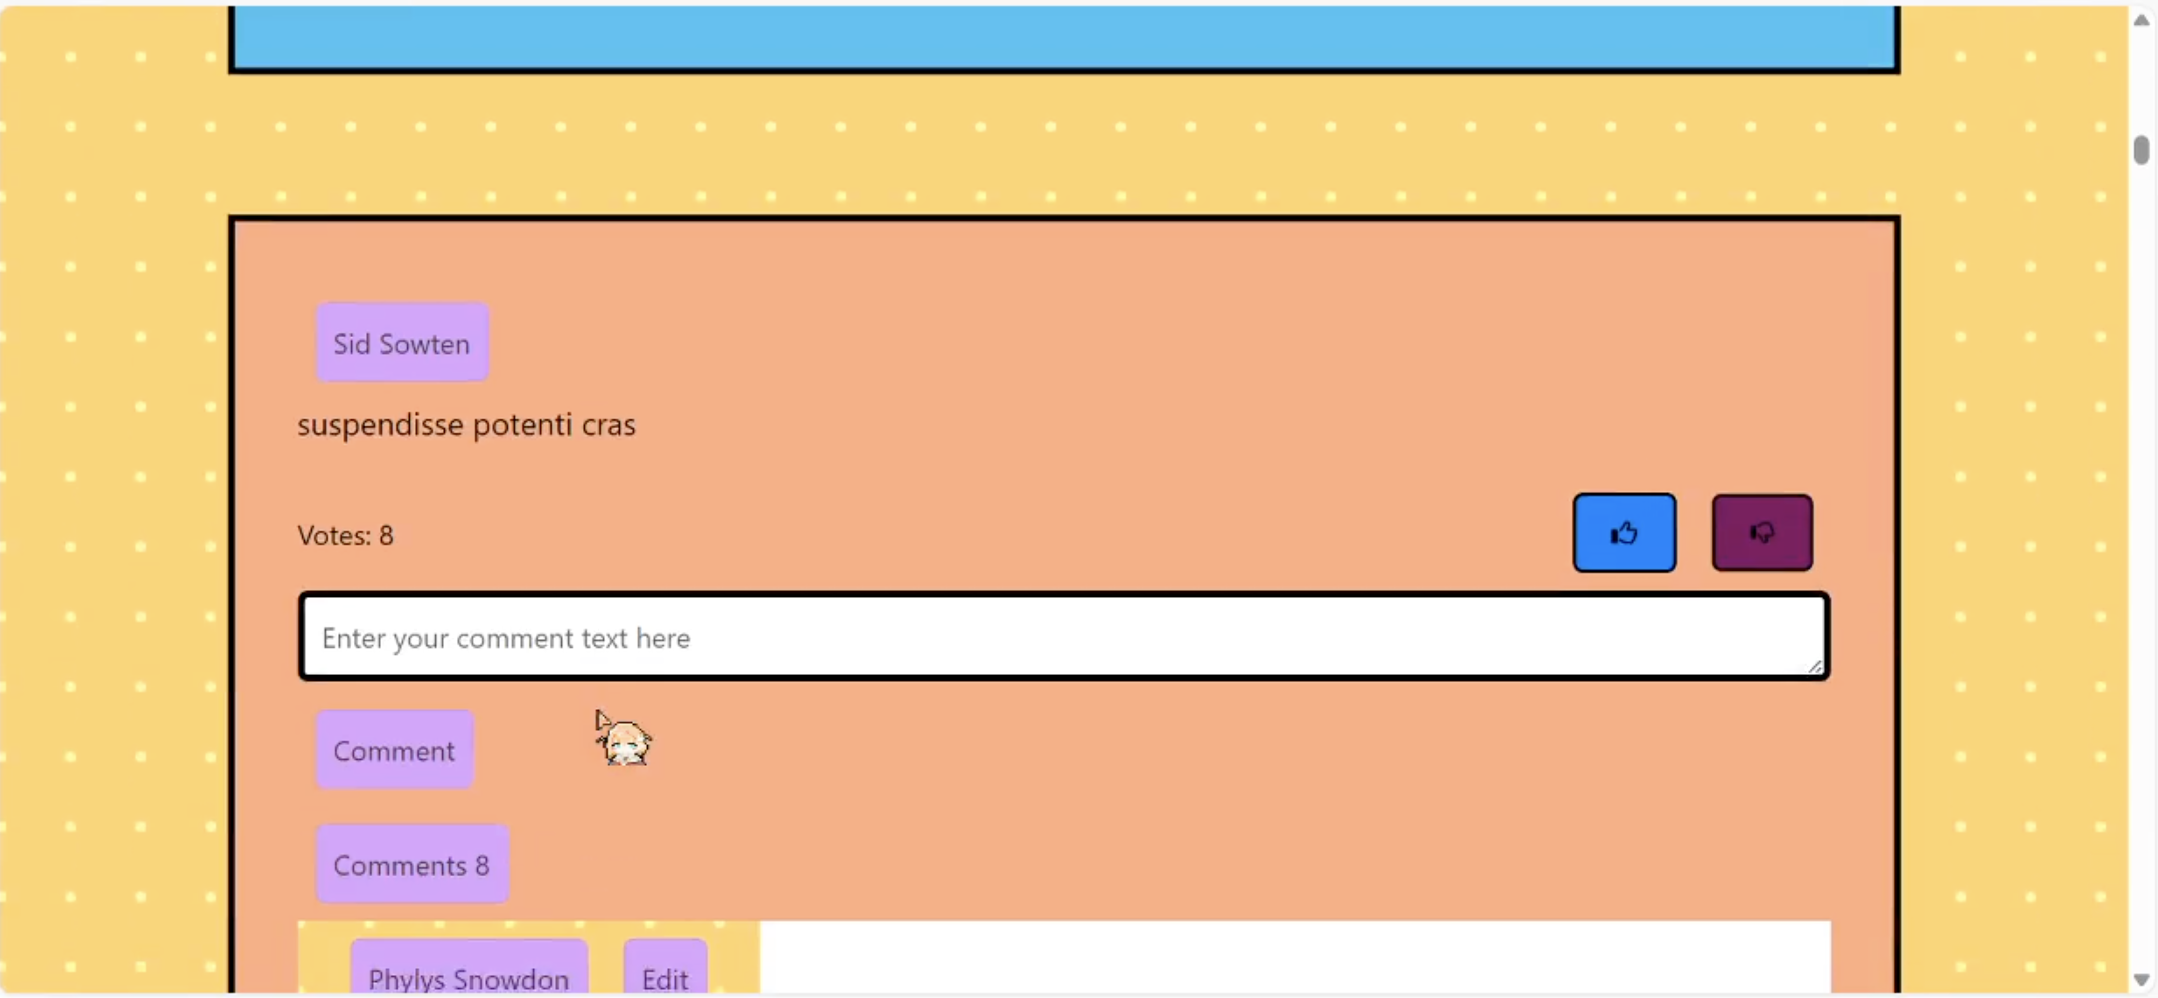 Sid Sowten
suspendisse potenti cras
Votes: 8
Enter your comment text here
Comment
Comments 8
Phylys Snowdon Edit